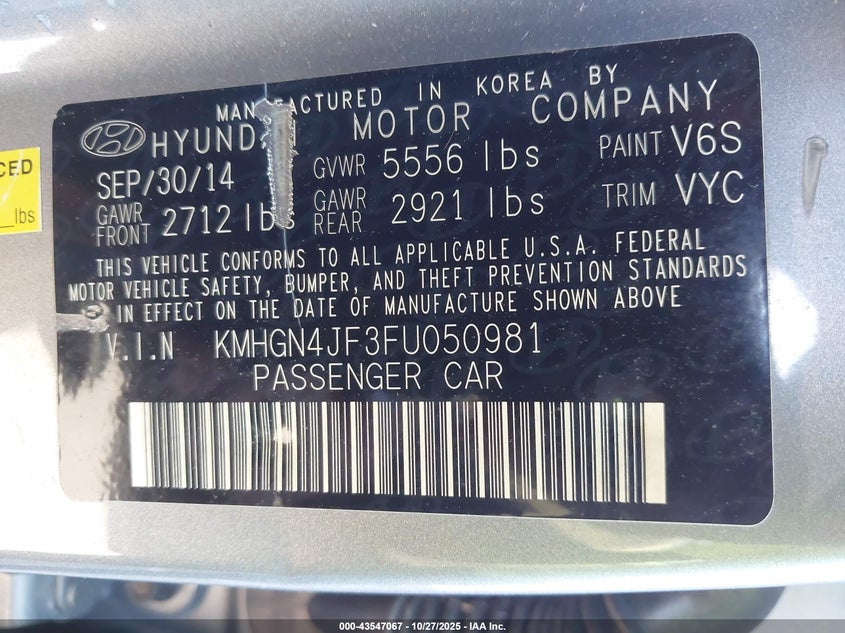 MANUFACTURED IN KOREA BY
HYUNDAI MOTOR COMPANY
SEP/30/14 GVWR 5556 lbs PAINT V6S
GAWR FRONT 2712 lbs GAWR REAR 2921 lbs TRIM VYC
THIS VEHICLE CONFORMS TO ALL APPLICABLE U.S.A. FEDERAL
MOTOR VEHICLE SAFETY, BUMPER, AND THEFT PREVENTION STANDARDS
IN EFFECT ON THE DATE OF MANUFACTURE SHOWN ABOVE
V.I.N KMHGN4JF3FU050981
PASSENGER CAR
CED
lbs
000-43547067 - 10/27/2025 - IAA Inc.